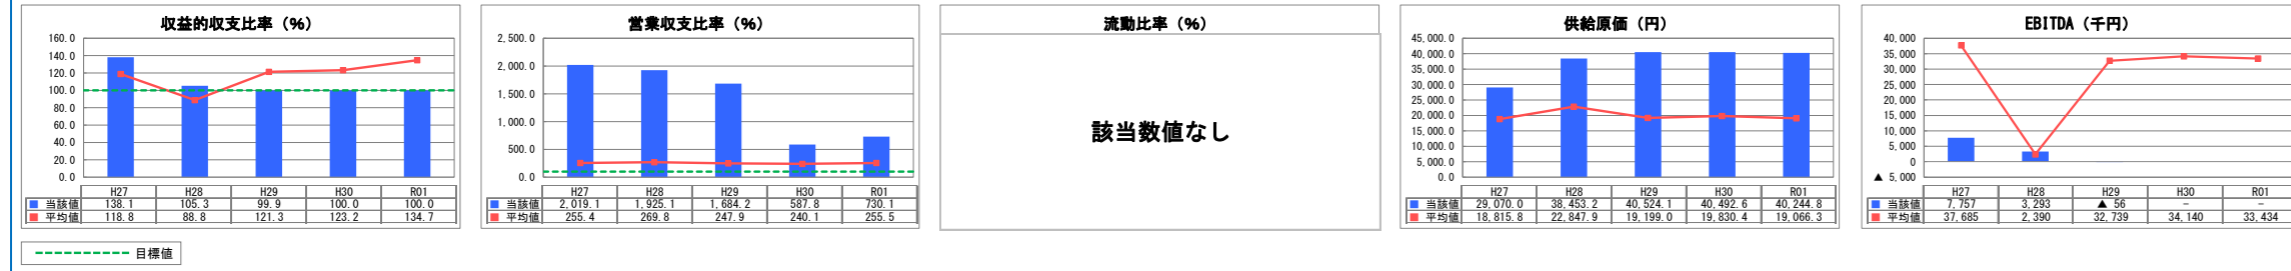 収益的収支比率（％）
160.0
140.0
120.0
100.0
80.0
60.0
40.0
20.0
0.0
H27 H28 H29 H30 R01
当該値 138.1 105.3 99.9 100.0 100.0
平均値 118.8 88.8 121.3 123.2 134.7
営業収支比率（％）
2,500.0
2,000.0
1,500.0
1,000.0
500.0
0.0
H27 H28 H29 H30 R01
当該値 2,019.1 1,925.1 1,684.2 587.8 730.1
平均値 255.4 269.8 247.9 240.1 255.5
流動比率（％）
該当数値なし
供給原価（円）
45,000.0
40,000.0
35,000.0
30,000.0
25,000.0
20,000.0
15,000.0
10,000.0
5,000.0
0.0
H27 H28 H29 H30 R01
当該値 29,070.0 38,453.2 40,524.1 40,492.6 40,244.8
平均値 18,815.8 22,847.9 19,199.0 19,830.4 19,066.3
EBITDA（千円）
40,000
35,000
30,000
25,000
20,000
15,000
10,000
5,000
0
▲ 5,000
H27 H28 H29 H30 R01
当該値 7,757 3,293 ▲ 56 - -
平均値 37,685 2,390 32,739 34,140 33,434
目標値